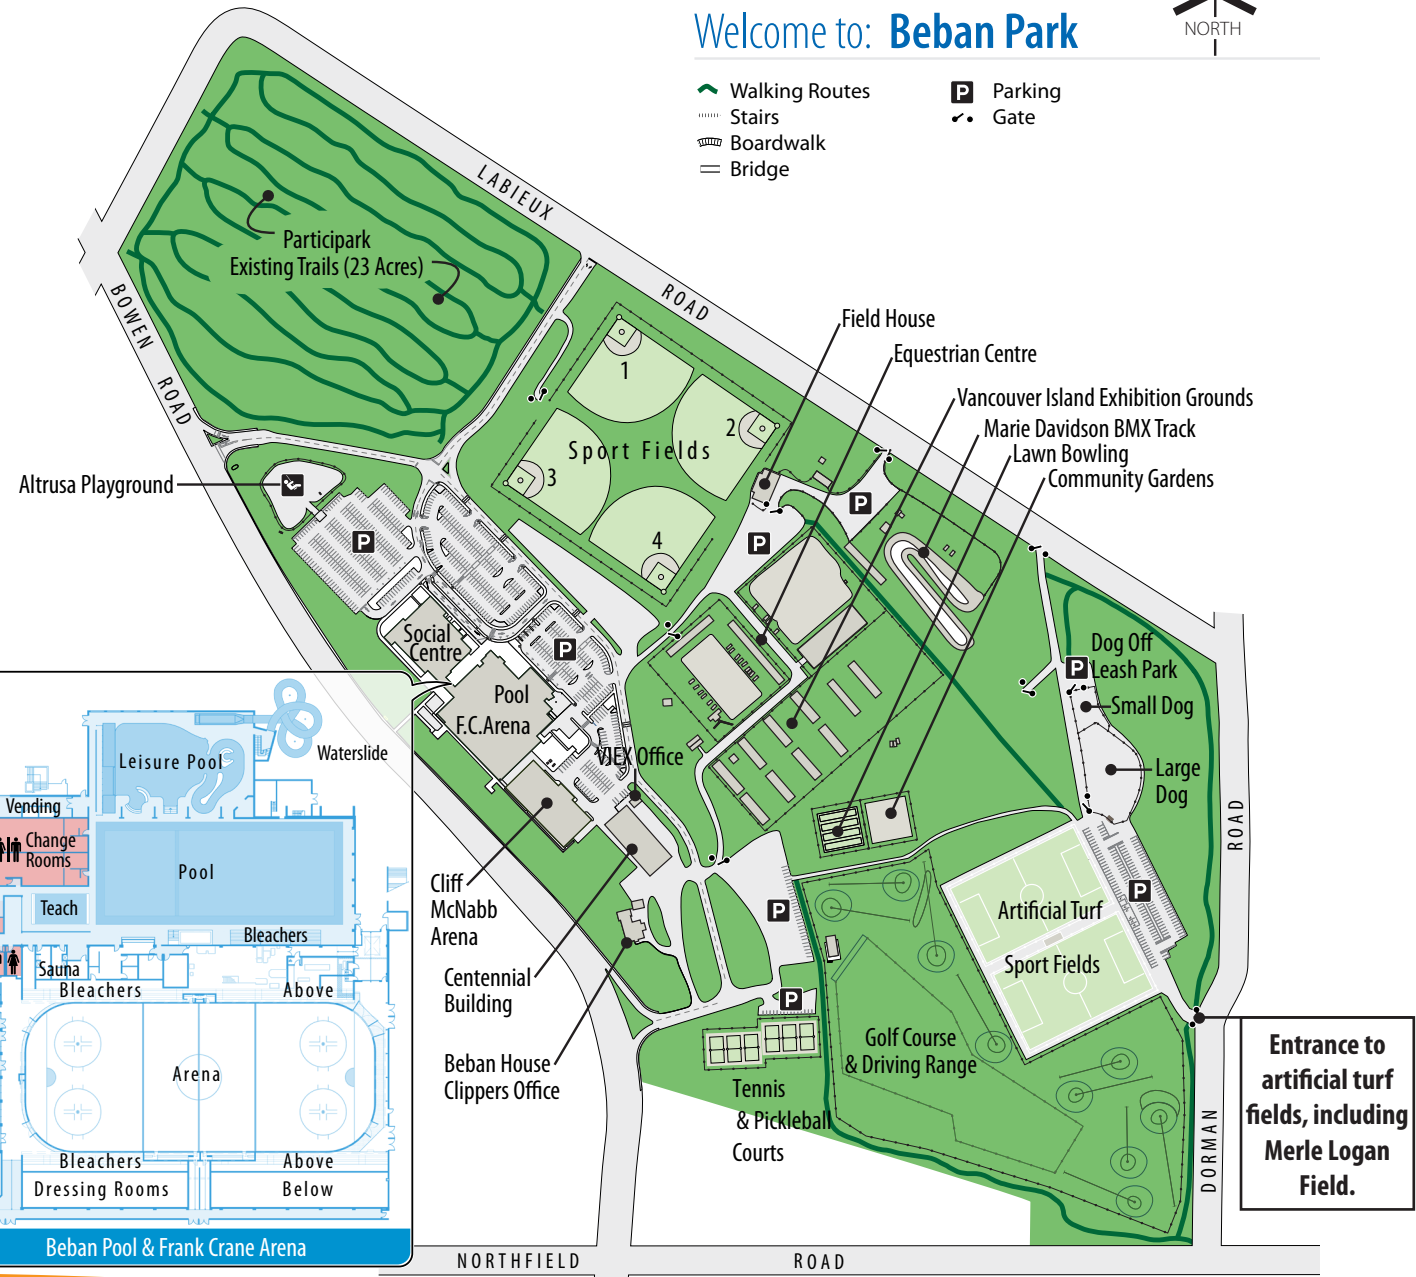 Welcome to: Beban Park
NORTH
Walking Routes
Stairs
Boardwalk
Bridge
P Parking
Gate
LABIEUX
ROAD
BOWEN
ROAD
Participark
Existing Trails (23 Acres)
Field House
Equestrian Centre
Vancouver Island Exhibition Grounds
Marie Davidson BMX Track
Lawn Bowling
Community Gardens
Sport Fields
1
2
3
4
Altrusa Playground
P
P
P
P
Social
Centre
P
Pool
F.C.Arena
VIEX Office
Dog Off
Leash Park
P
Small Dog
Large
Dog
ROAD
Cliff
McNabb
Arena
Centennial
Building
Beban House
Clippers Office
P
P
P
Artificial Turf
Sport Fields
Golf Course
& Driving Range
Tennis
& Pickleball
Courts
DORMAN
Entrance to
artificial turf
fields, including
Merle Logan
Field.
Waterslide
Leisure Pool
Vending
Change
Rooms
Pool
Teach
Bleachers
Sauna
Bleachers
Above
Arena
Bleachers
Above
Dressing Rooms
Below
Beban Pool & Frank Crane Arena
NORTHFIELD
ROAD